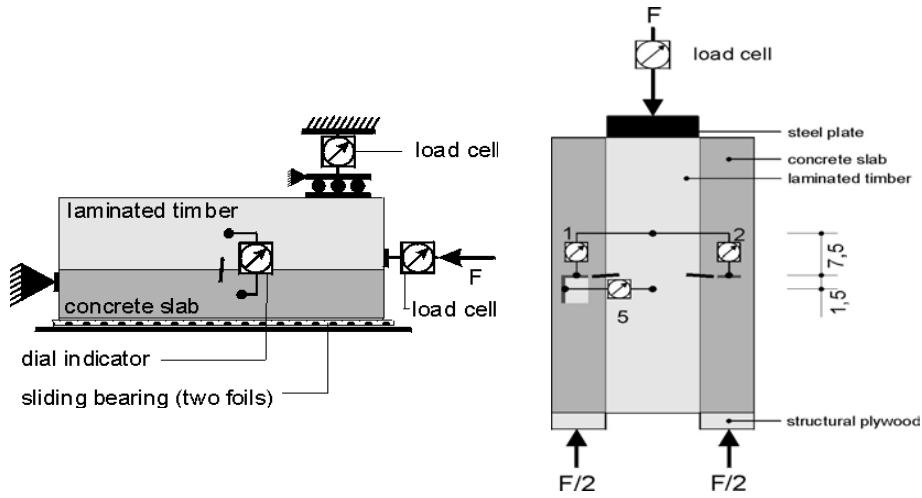 load cell
laminated timber
F
concrete slab
load cell
dial indicator
sliding bearing (two foils)
F
load cell
steel plate
concrete slab
laminated timber
1
2
7,5
1,5
5
structural plywood
F/2
F/2